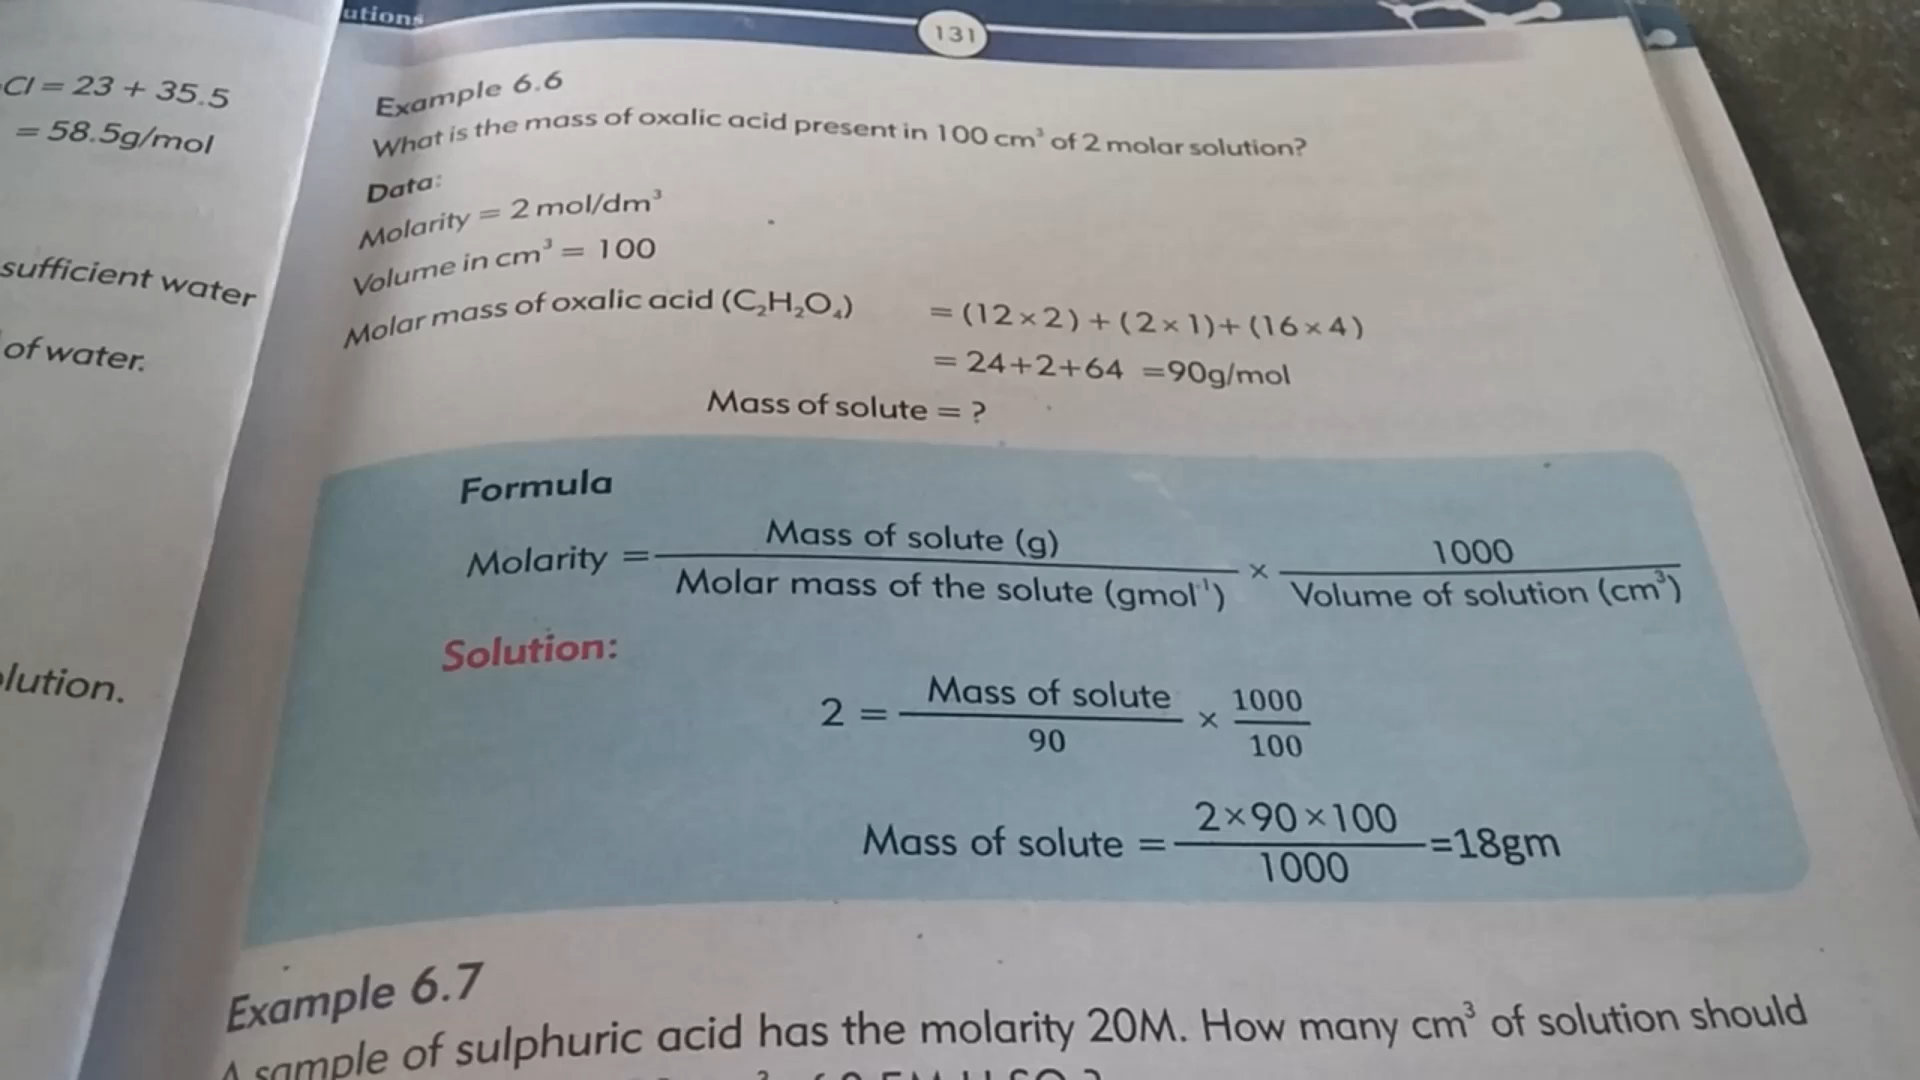 utions
131
Cl = 23 + 35.5
= 58.5g/mol
sufficient water
of water.
lution.
Example 6.6
What is the mass of oxalic acid present in 100 cm³ of 2 molar solution?
Data:
Molarity = 2 mol/dm³
Volume in cm³ = 100
Molar mass of oxalic acid (C₂H₂O₄) = (12×2) + (2×1)+(16×4)
= 24+2+64 =90g/mol
Mass of solute = ?
Formula
Molarity = Mass of solute (g) / Molar mass of the solute (gmol⁻¹) × 1000 / Volume of solution (cm³)
Solution:
2 = Mass of solute / 90 × 1000 / 100
Mass of solute = 2×90×100 / 1000 =18gm
Example 6.7
A sample of sulphuric acid has the molarity 20M. How many cm³ of solution should